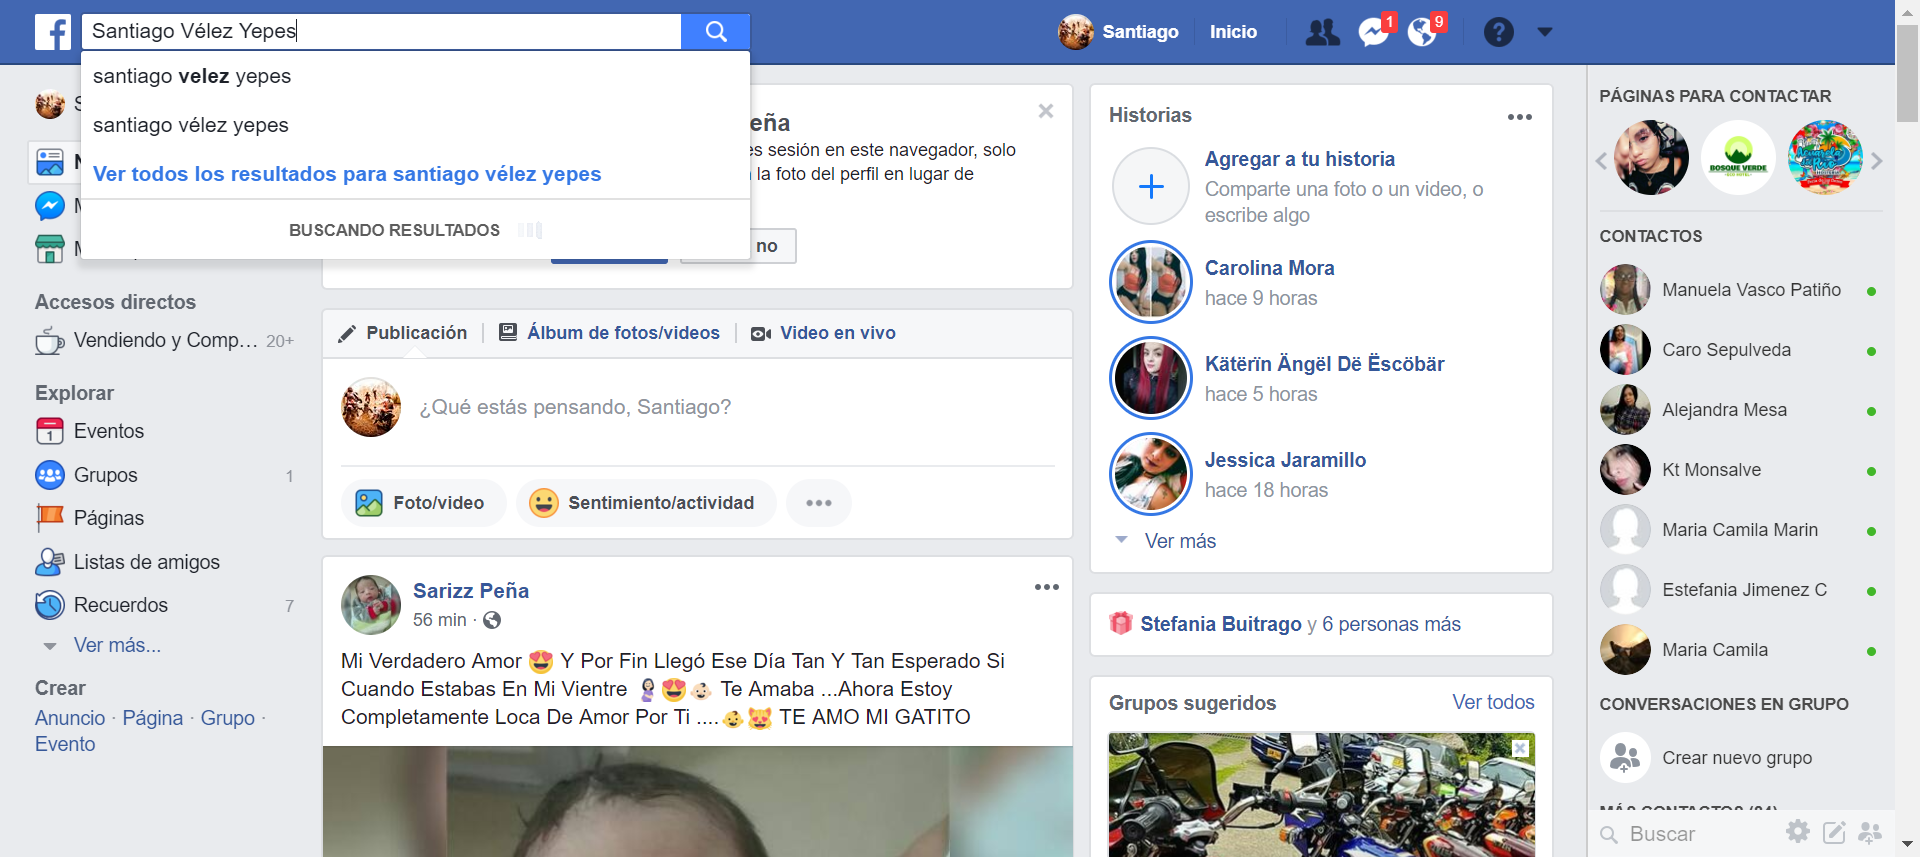 Santiago Vélez Yepes
santiago velez yepes
santiago vélez yepes
Ver todos los resultados para santiago vélez yepes
BUSCANDO RESULTADOS
Santiago
Inicio
1
9
Accesos directos
Vendiendo y Comp... 20+
Explorar
1
Eventos
Grupos 1
Páginas
Listas de amigos
Recuerdos 7
Ver más...
Crear
Anuncio · Página · Grupo ·
Evento
eña
es sesión en este navegador, solo
la foto del perfil en lugar de
no
Publicación
Álbum de fotos/videos
Video en vivo
¿Qué estás pensando, Santiago?
Foto/video
Sentimiento/actividad
Sarizz Peña
56 min ·
Mi Verdadero Amor 😍 Y Por Fin Llegó Ese Día Tan Y Tan Esperado Si
Cuando Estabas En Mi Vientre 🤰😍👶 Te Amaba ...Ahora Estoy
Completamente Loca De Amor Por Ti ....👶😻 TE AMO MI GATITO
Historias
Agregar a tu historia
Comparte una foto o un video, o
escribe algo
Carolina Mora
hace 9 horas
Kätërïn Ängël Dë Ëscöbär
hace 5 horas
Jessica Jaramillo
hace 18 horas
Ver más
Stefania Buitrago y 6 personas más
Grupos sugeridos
Ver todos
PÁGINAS PARA CONTACTAR
BOSQUE VERDE
CONTACTOS
Manuela Vasco Patiño
Caro Sepulveda
Alejandra Mesa
Kt Monsalve
Maria Camila Marin
Estefania Jimenez C
Maria Camila
CONVERSACIONES EN GRUPO
Crear nuevo grupo
MÁS CONTACTOS (84)
Buscar